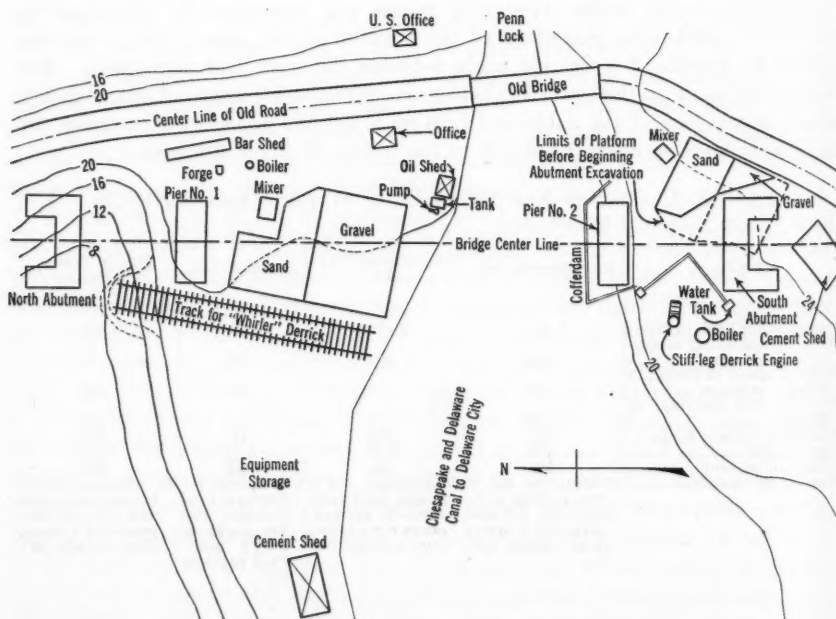 U. S. Office
Penn
Lock
16
20
Center Line of Old Road
Old Bridge
Bar Shed
Office
Forge
Boiler
Oil Shed
Mixer
Pump
Tank
Pier No. 1
Limits of Platform
Before Beginning
Abutment Excavation
Mixer
Sand
Gravel
20
16
12
8
Gravel
Sand
Pier No. 2
Bridge Center Line
North Abutment
Track for "Whirler" Derrick
Cofferdam
Water
Tank
South
Abutment
24
Cement Shed
Boiler
Stiff-leg Derrick Engine
20
Chesapeake and Delaware
Canal to Delaware City
N
Equipment
Storage
Cement Shed